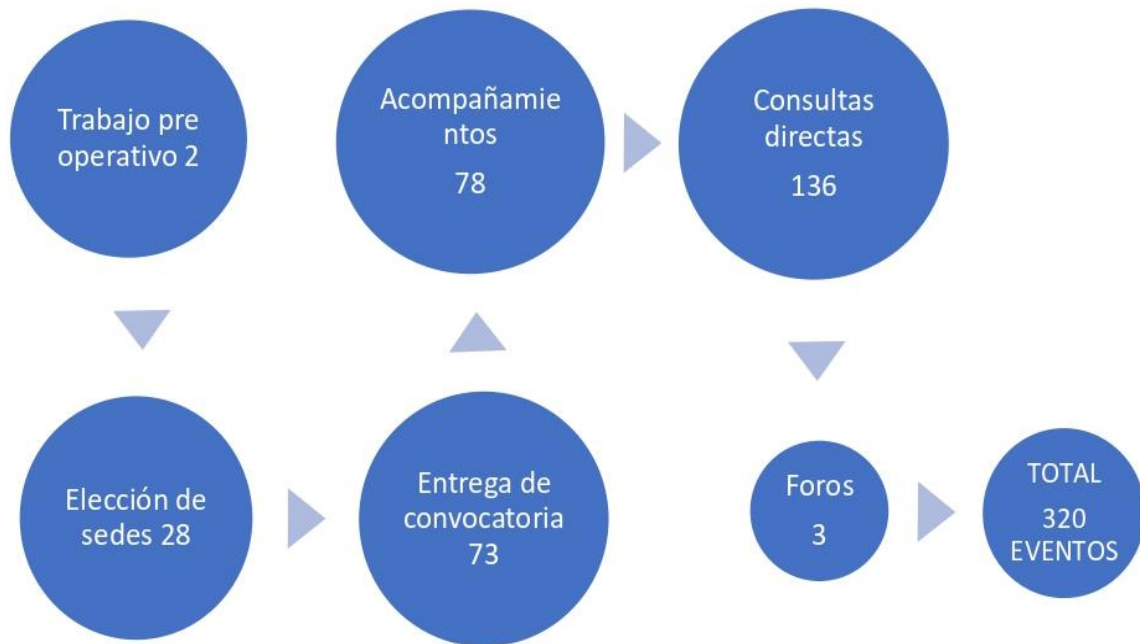 Trabajo pre
operativo 2
Elección de
sedes 28
Entrega de
convocatoria
73
Acompañamie
ntos
78
Consultas
directas
136
Foros
3
TOTAL
320
EVENTOS